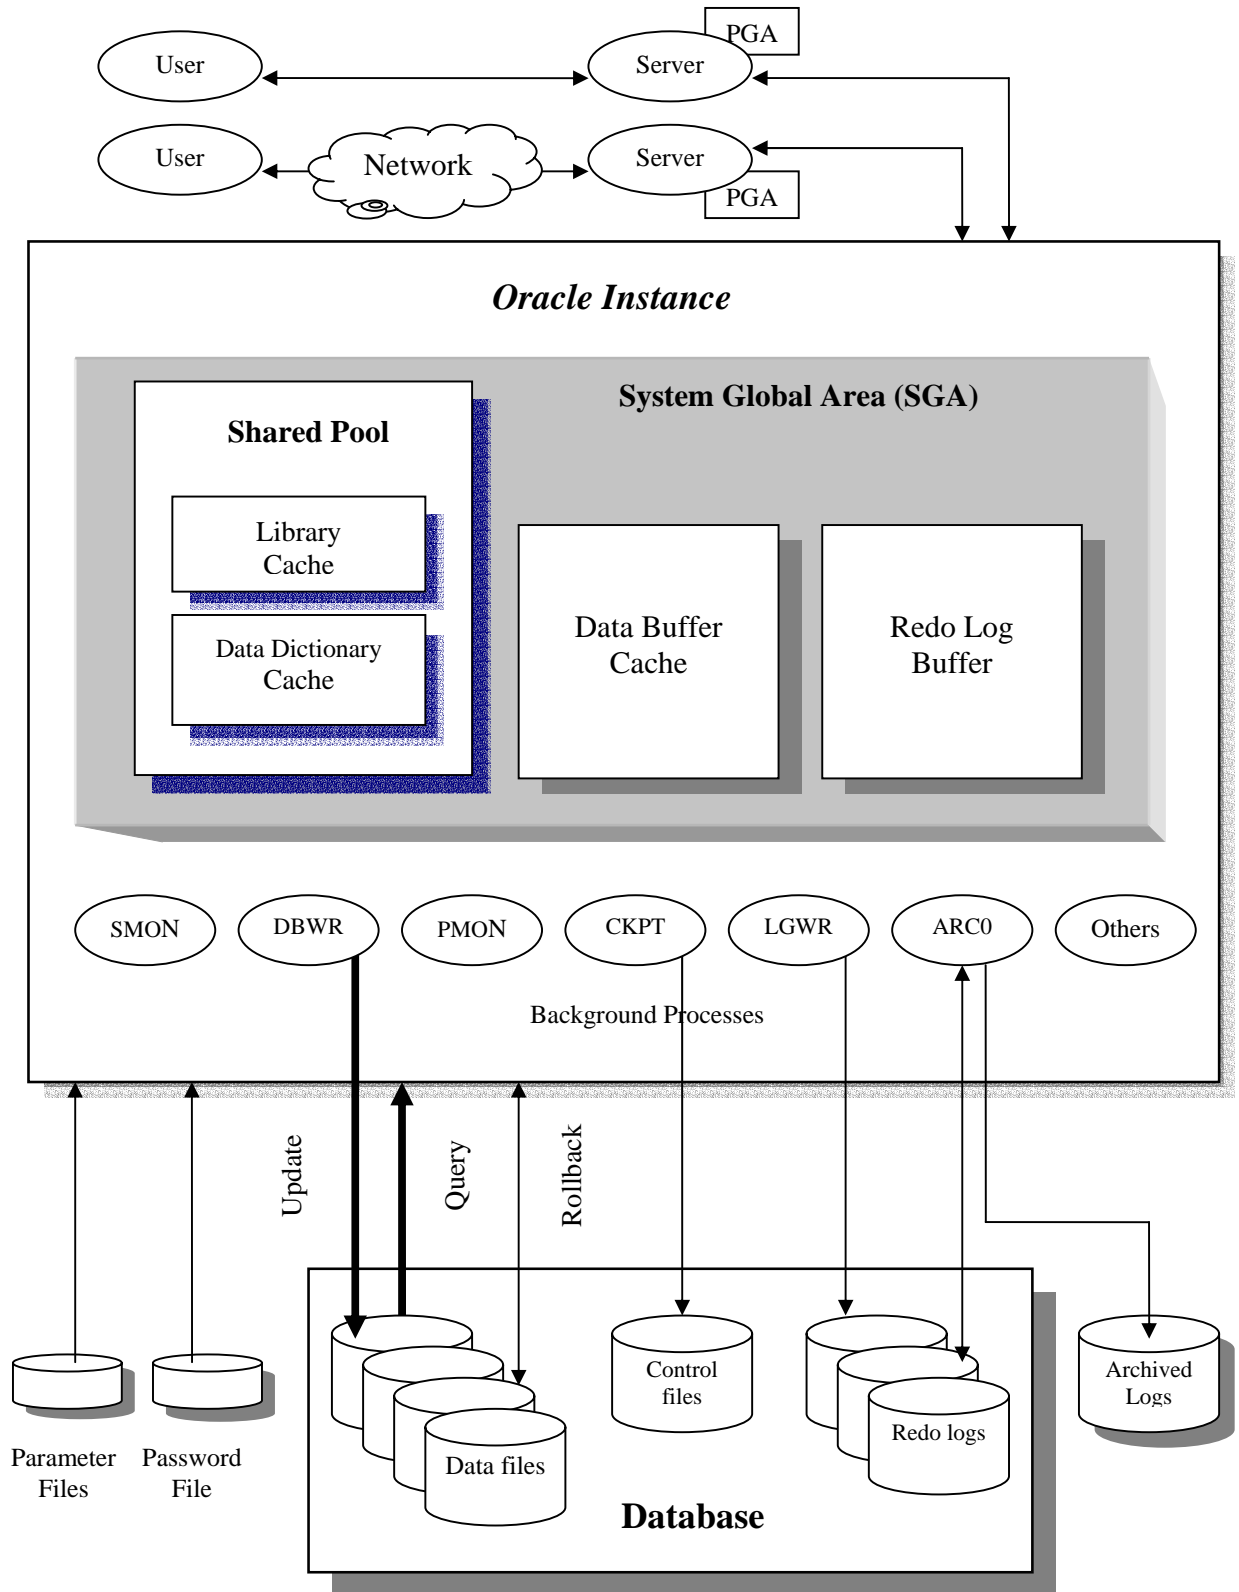 PGA
User
Server
User
Network
Server
PGA
Oracle Instance
System Global Area (SGA)
Shared Pool
Library
Cache
Data Dictionary
Cache
Data Buffer
Cache
Redo Log
Buffer
SMON
DBWR
PMON
CKPT
LGWR
ARC0
Others
Background Processes
Update
Query
Rollback
Control
files
Archived
Logs
Redo logs
Data files
Parameter
Files
Password
File
Database